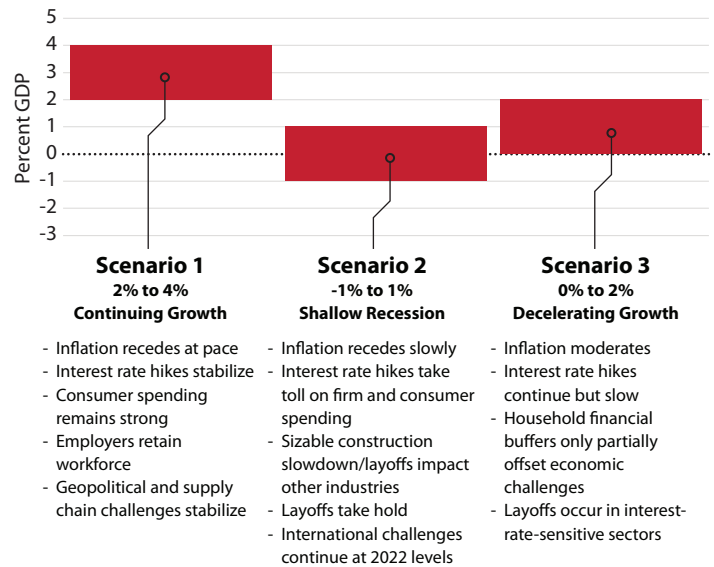 Percent GDP
5
4
3
2
1
0
-1
-2
-3
Scenario 1
2% to 4%
Continuing Growth
- Inflation recedes at pace
- Interest rate hikes stabilize
- Consumer spending
remains strong
- Employers retain
workforce
- Geopolitical and supply
chain challenges stabilize
Scenario 2
-1% to 1%
Shallow Recession
- Inflation recedes slowly
- Interest rate hikes take
toll on firm and consumer
spending
- Sizable construction
slowdown/layoffs impact
other industries
- Layoffs take hold
- International challenges
continue at 2022 levels
Scenario 3
0% to 2%
Decelerating Growth
- Inflation moderates
- Interest rate hikes
continue but slow
- Household financial
buffers only partially
offset economic
challenges
- Layoffs occur in interest-
rate-sensitive sectors